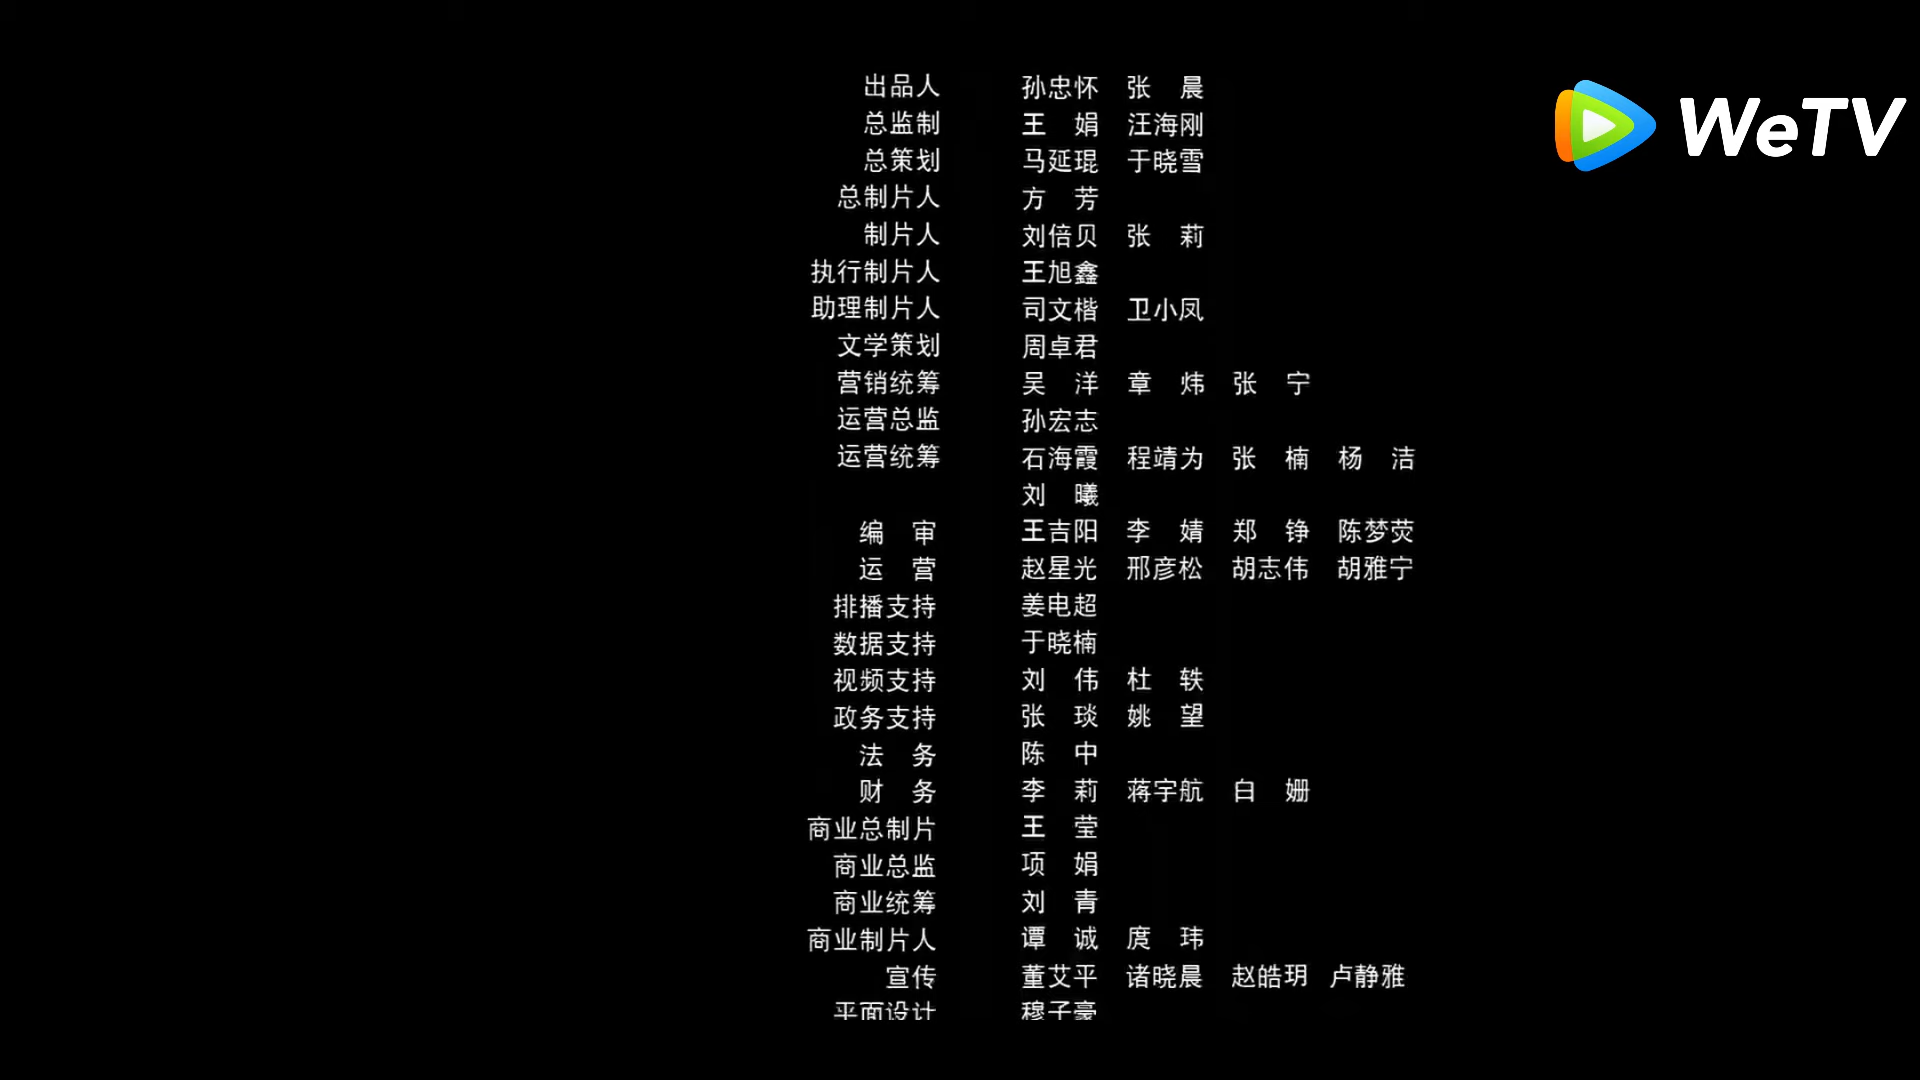 WeTV
出品人 孙忠怀 张 晨
总监制 王 娟 汪海刚
总策划 马延琨 于晓雪
总制片人 方 芳
制片人 刘倍贝 张 莉
执行制片人 王旭鑫
助理制片人 司文楷 卫小凤
文学策划 周卓君
营销统筹 吴 洋 章 炜 张 宁
运营总监 孙宏志
运营统筹 石海霞 程靖为 张 楠 杨 洁
刘 曦
编 审 王吉阳 李 婧 郑 铮 陈梦荧
运 营 赵星光 邢彦松 胡志伟 胡雅宁
排播支持 姜电超
数据支持 于晓楠
视频支持 刘 伟 杜 轶
政务支持 张 琰 姚 望
法 务 陈 中
财 务 李 莉 蒋宇航 白 姗
商业总制片 王 莹
商业总监 项 娟
商业统筹 刘 青
商业制片人 谭 诚 庹 玮
宣传 董艾平 诸晓晨 赵皓玥 卢静雅
平面设计 穆子豪